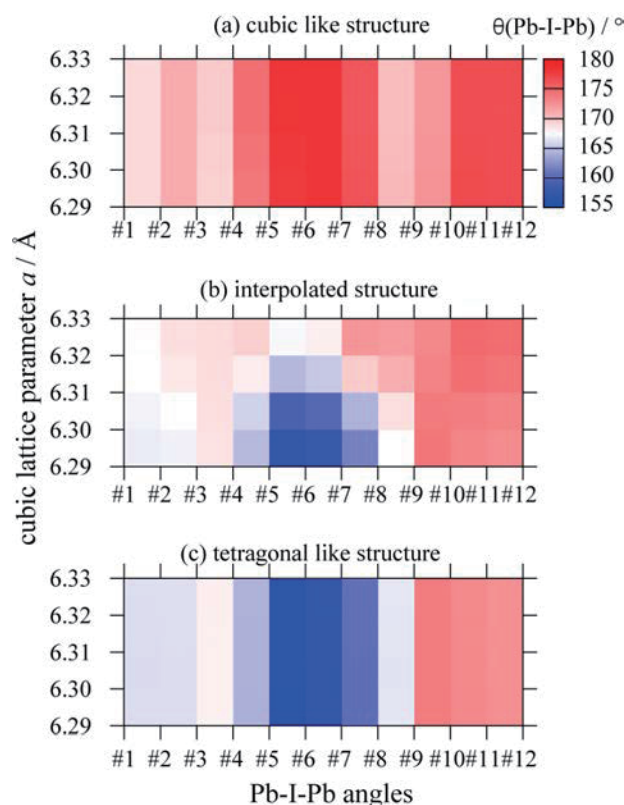 (a) cubic like structure
θ(Pb-I-Pb) / °
6.33
6.32
6.31
6.30
6.29
#1 #2 #3 #4 #5 #6 #7 #8 #9 #10 #11 #12
180
175
170
165
160
155
(b) interpolated structure
6.33
6.32
6.31
6.30
6.29
#1 #2 #3 #4 #5 #6 #7 #8 #9 #10 #11 #12
(c) tetragonal like structure
6.33
6.32
6.31
6.30
6.29
#1 #2 #3 #4 #5 #6 #7 #8 #9 #10 #11 #12
cubic lattice parameter a / Å
Pb-I-Pb angles